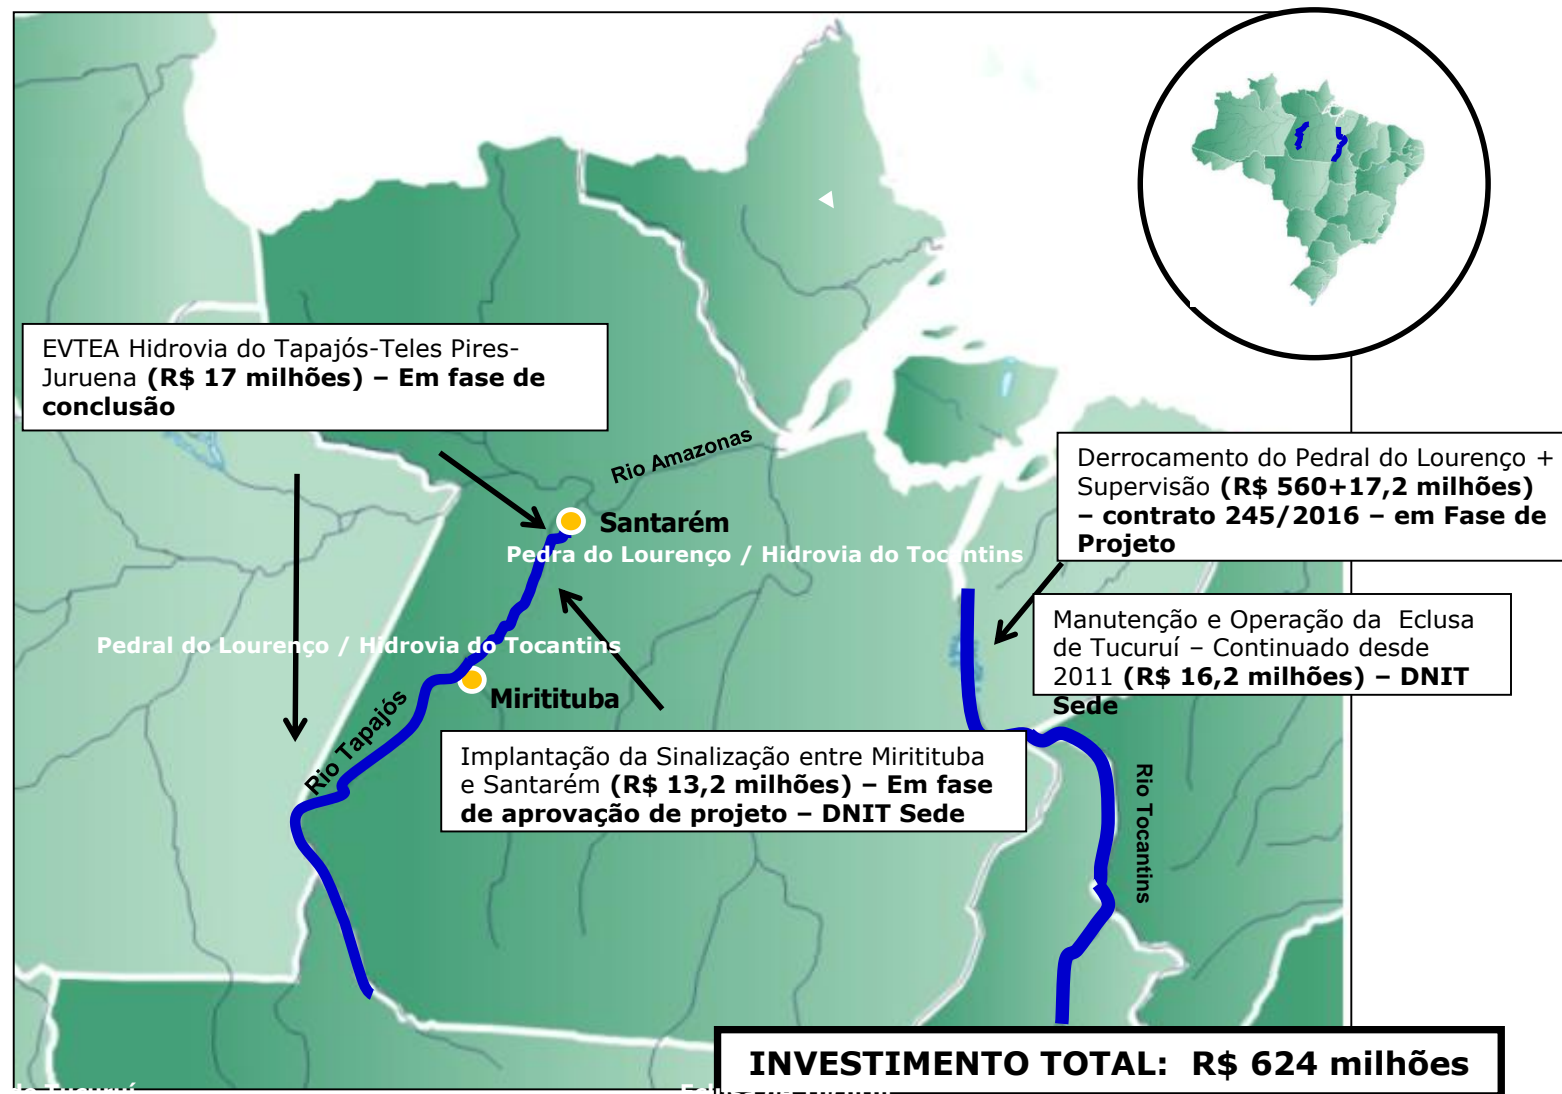 EVTEA Hidrovia do Tapajós-Teles Pires-
Juruena (R$ 17 milhões) – Em fase de
conclusão
Rio Amazonas
Derrocamento do Pedral do Lourenço +
Supervisão (R$ 560+17,2 milhões)
– contrato 245/2016 – em Fase de
Projeto
Santarém
Pedra do Lourenço / Hidrovia do Tocantins
Manutenção e Operação da Eclusa
de Tucuruí – Continuado desde
2011 (R$ 16,2 milhões) – DNIT
Sede
Pedral do Lourenço / Hidrovia do Tocantins
Miritituba
Rio Tapajós
Implantação da Sinalização entre Miritituba
e Santarém (R$ 13,2 milhões) – Em fase
de aprovação de projeto – DNIT Sede
Rio Tocantins
INVESTIMENTO TOTAL: R$ 624 milhões